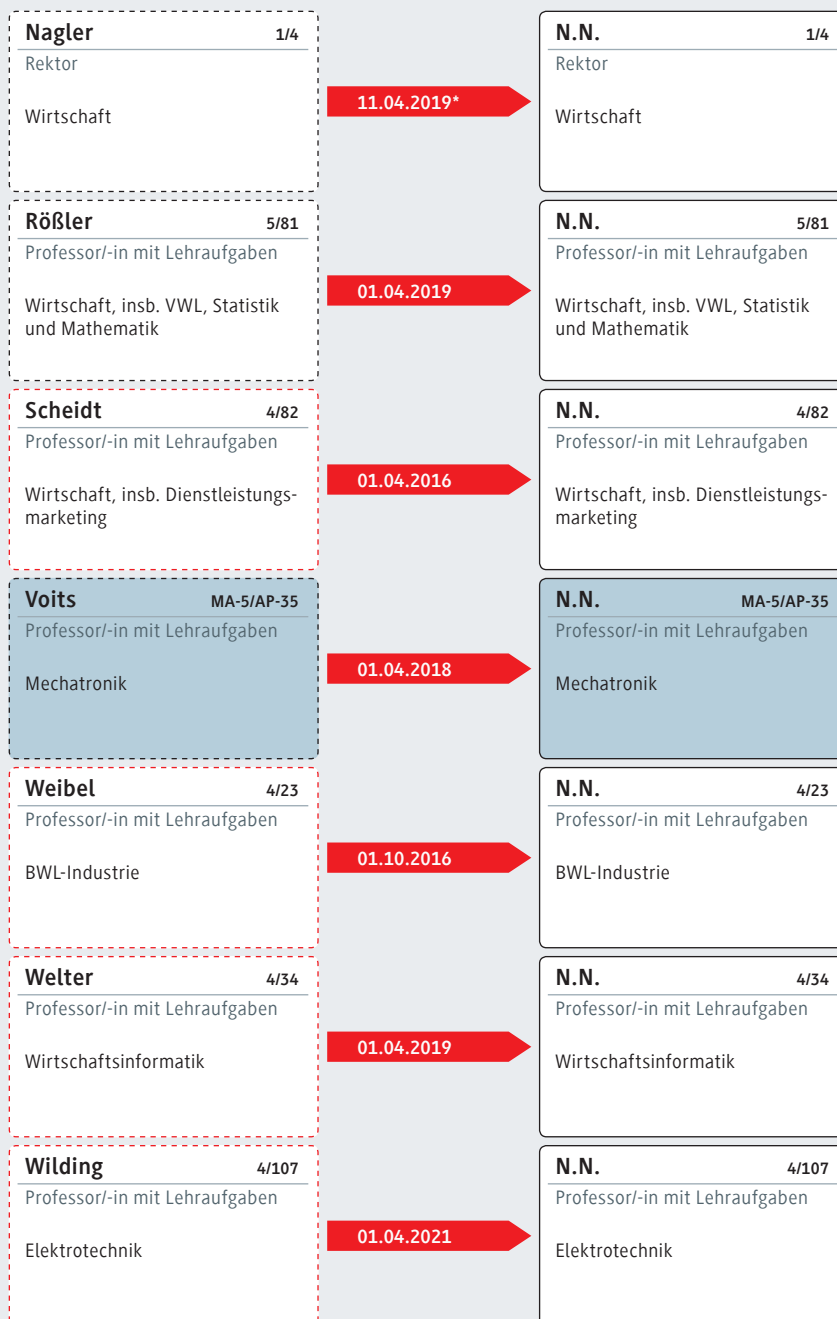 Nagler 1/4
Rektor
Wirtschaft
11.04.2019*
N.N. 1/4
Rektor
Wirtschaft
Rößler 5/81
Professor/-in mit Lehraufgaben
Wirtschaft, insb. VWL, Statistik
und Mathematik
01.04.2019
N.N. 5/81
Professor/-in mit Lehraufgaben
Wirtschaft, insb. VWL, Statistik
und Mathematik
Scheidt 4/82
Professor/-in mit Lehraufgaben
Wirtschaft, insb. Dienstleistungs-
marketing
01.04.2016
N.N. 4/82
Professor/-in mit Lehraufgaben
Wirtschaft, insb. Dienstleistungs-
marketing
Voits MA-5/AP-35
Professor/-in mit Lehraufgaben
Mechatronik
01.04.2018
N.N. MA-5/AP-35
Professor/-in mit Lehraufgaben
Mechatronik
Weibel 4/23
Professor/-in mit Lehraufgaben
BWL-Industrie
01.10.2016
N.N. 4/23
Professor/-in mit Lehraufgaben
BWL-Industrie
Welter 4/34
Professor/-in mit Lehraufgaben
Wirtschaftsinformatik
01.04.2019
N.N. 4/34
Professor/-in mit Lehraufgaben
Wirtschaftsinformatik
Wilding 4/107
Professor/-in mit Lehraufgaben
Elektrotechnik
01.04.2021
N.N. 4/107
Professor/-in mit Lehraufgaben
Elektrotechnik